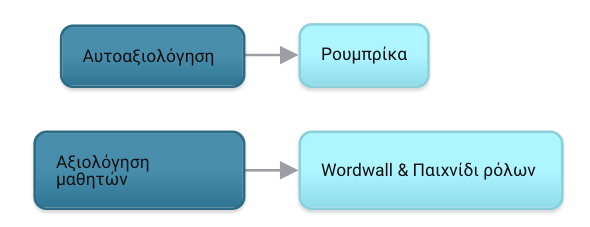 Αυτοαξιολόγηση
Ρουμπρίκα
Αξιολόγηση
μαθητών
Wordwall & Παιχνίδι ρόλων